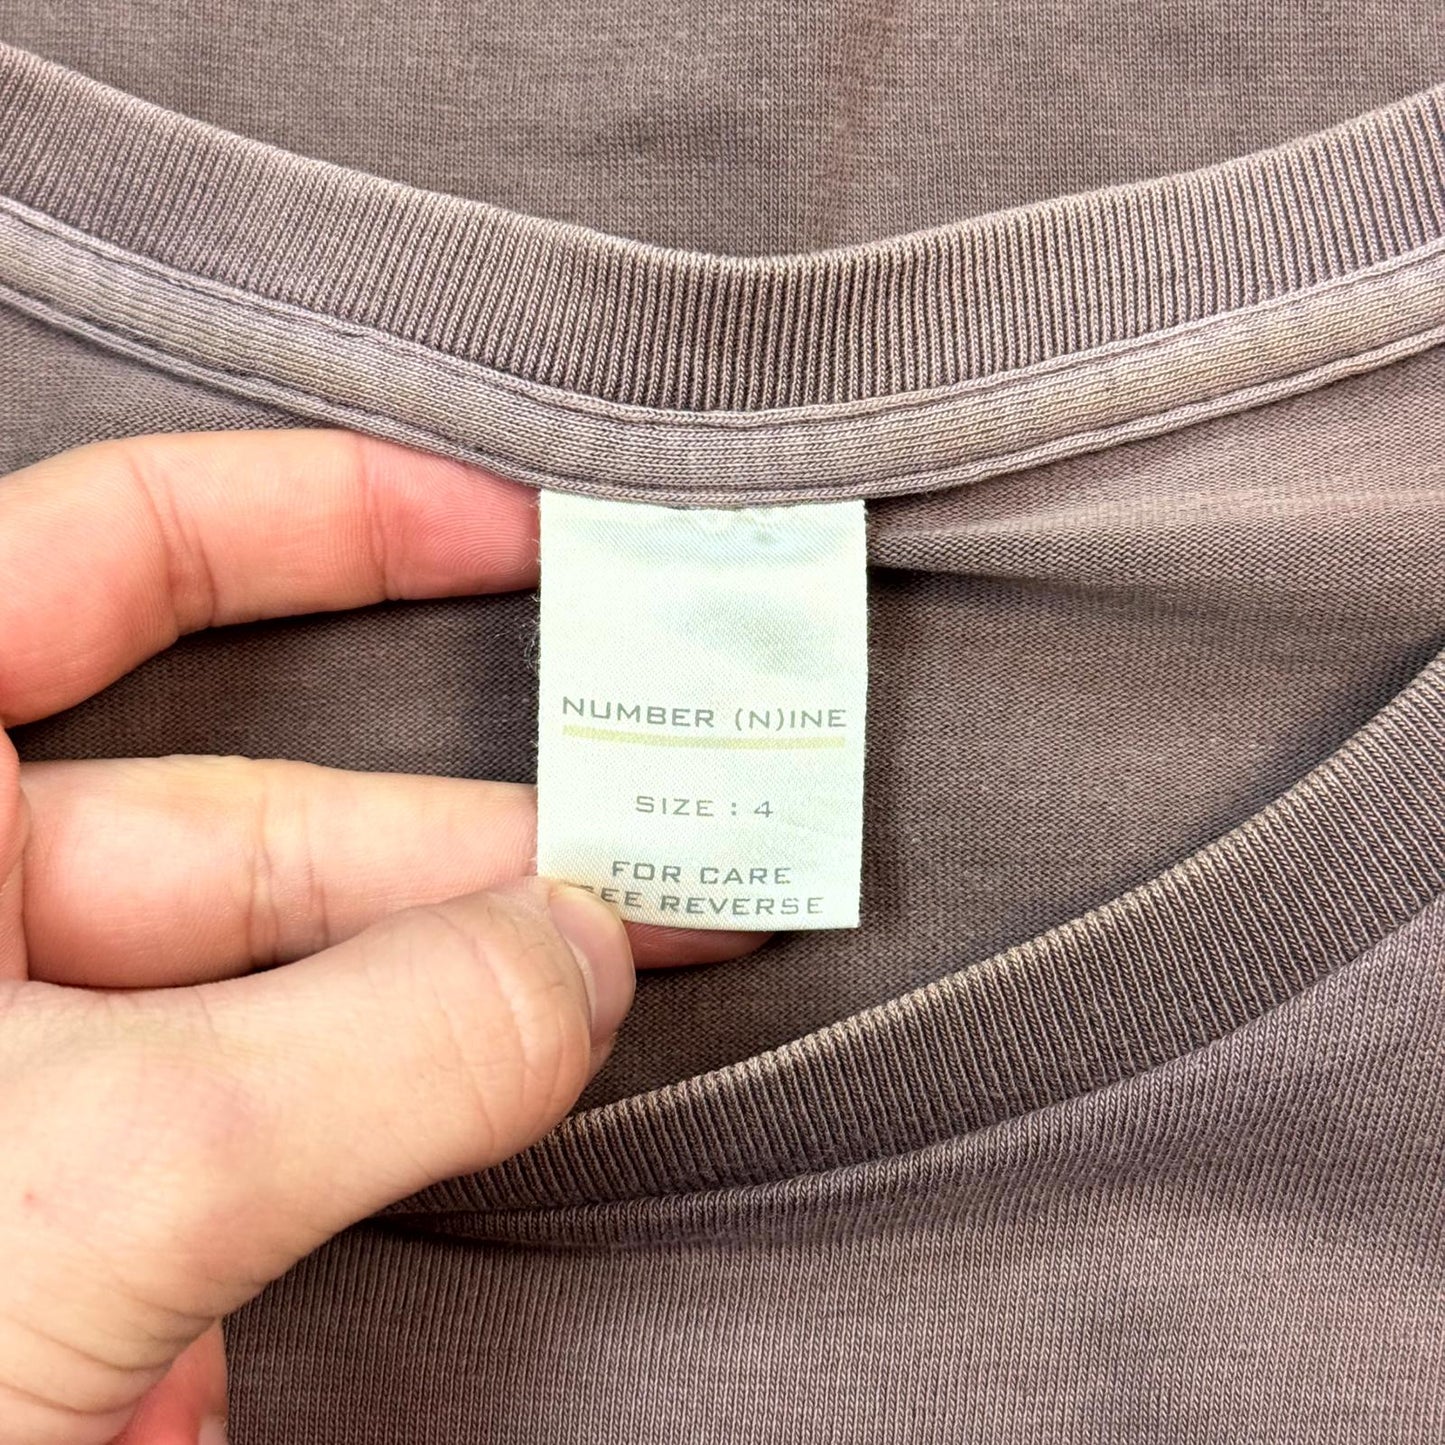 NUMBER (N)INE
SIZE : 4
FOR CARE
SEE REVERSE